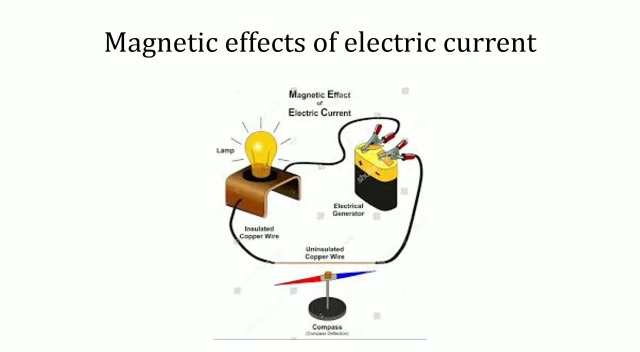 Magnetic effects of electric current
Magnetic Effect
of
Electric Current
Lamp
Electrical
Generator
Insulated
Copper Wire
Uninsulated
Copper Wire
Compass
(Compass Deflection)